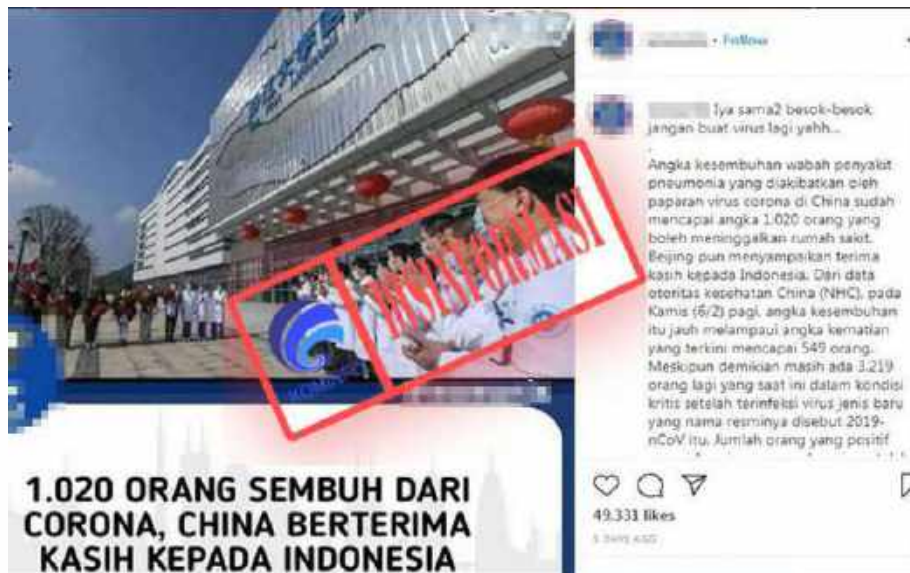 DISINFORMASI
KOMINFO
1.020 ORANG SEMBUH DARI
CORONA, CHINA BERTERIMA
KASIH KEPADA INDONESIA
• Follow
Iya sama2 besok-besok
jangan buat virus lagi yahh...
.
Angka kesembuhan wabah penyakit
pneumonia yang diakibatkan oleh
paparan virus corona di China sudah
mencapai angka 1.020 orang yang
boleh meninggalkan rumah sakit.
Beijing pun menyampaikan terima
kasih kepada Indonesia. Dari data
otoritas kesehatan China (NHC), pada
Kamis (6/2) pagi, angka kesembuhan
itu jauh melampaui angka kematian
yang terkini mencapai 549 orang.
Meskipun demikian masih ada 3.219
orang lagi yang saat ini dalam kondisi
kritis setelah terinfeksi virus jenis baru
yang nama resminya disebut 2019-
nCoV itu. Jumlah orang yang positif
49.331 likes
DAYS AGO